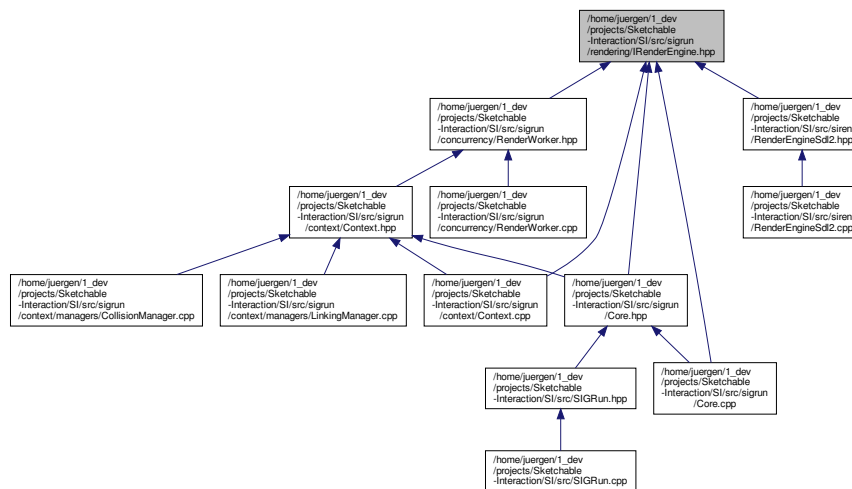 /home/juergen/1_dev
/projects/Sketchable
-Interaction/SI/src/sigrun
/rendering/IRenderEngine.hpp
/home/juergen/1_dev
/projects/Sketchable
-Interaction/SI/src/sigrun
/concurrency/RenderWorker.hpp
/home/juergen/1_dev
/projects/Sketchable
-Interaction/SI/src/siren
/RenderEngineSdl2.hpp
/home/juergen/1_dev
/projects/Sketchable
-Interaction/SI/src/sigrun
/context/Context.hpp
/home/juergen/1_dev
/projects/Sketchable
-Interaction/SI/src/sigrun
/concurrency/RenderWorker.cpp
/home/juergen/1_dev
/projects/Sketchable
-Interaction/SI/src/siren
/RenderEngineSdl2.cpp
/home/juergen/1_dev
/projects/Sketchable
-Interaction/SI/src/sigrun
/context/managers/CollisionManager.cpp
/home/juergen/1_dev
/projects/Sketchable
-Interaction/SI/src/sigrun
/context/managers/LinkingManager.cpp
/home/juergen/1_dev
/projects/Sketchable
-Interaction/SI/src/sigrun
/context/Context.cpp
/home/juergen/1_dev
/projects/Sketchable
-Interaction/SI/src/sigrun
/Core.hpp
/home/juergen/1_dev
/projects/Sketchable
-Interaction/SI/src/SIGRun.hpp
/home/juergen/1_dev
/projects/Sketchable
-Interaction/SI/src/sigrun
/Core.cpp
/home/juergen/1_dev
/projects/Sketchable
-Interaction/SI/src/SIGRun.cpp